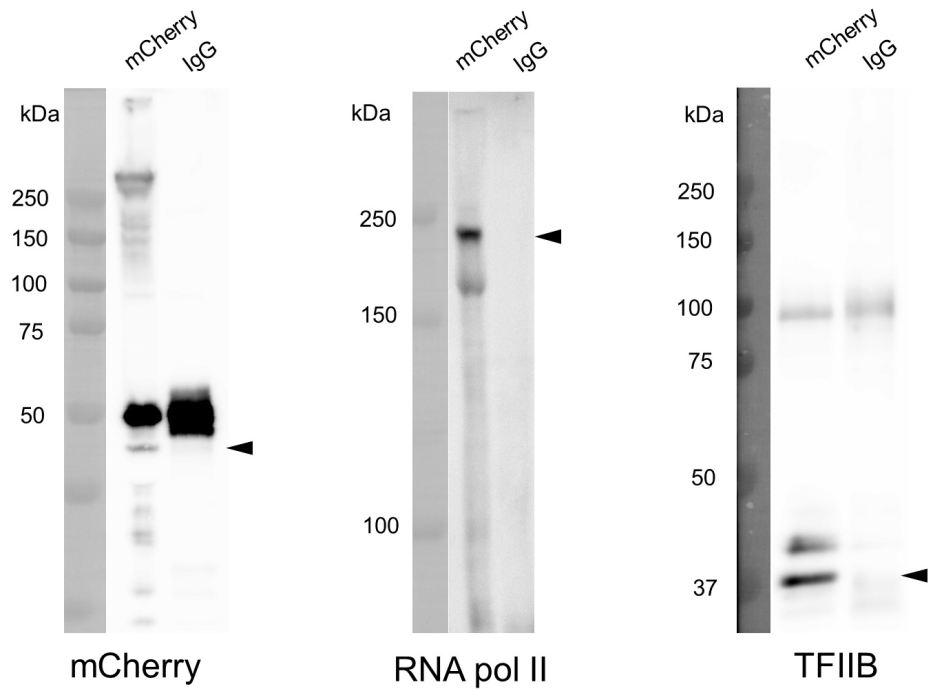 mCherry
IgG
kDa
250
150
100
75
50
mCherry
mCherry
IgG
kDa
250
150
100
RNA pol II
mCherry
IgG
kDa
250
150
100
75
50
37
TFIIB